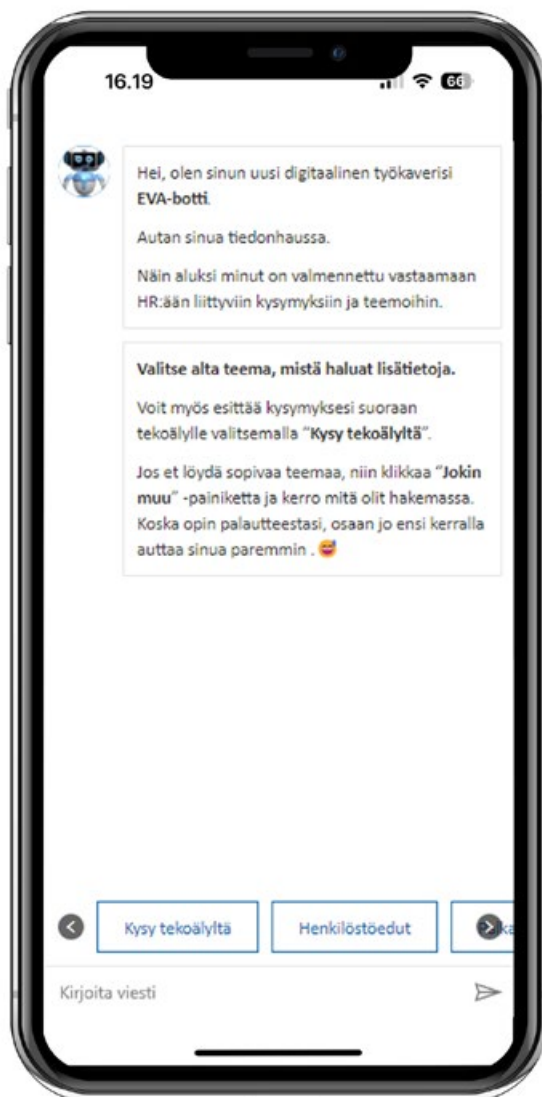 16.19
66
Hei, olen sinun uusi digitaalinen työkaverisi
EVA-botti.
Autan sinua tiedonhaussa.
Näin aluksi minut on valmennettu vastaamaan
HR:ään liittyviin kysymyksiin ja teemoihin.
Valitse alta teema, mistä haluat lisätietoja.
Voit myös esittää kysymyksesi suoraan
tekoälylle valitsemalla “Kysy tekoälyltä”.
Jos et löydä sopivaa teemaa, niin klikkaa “Jokin
muu” -painiketta ja kerro mitä olit hakemassa.
Koska opin palautteestasi, osaan jo ensi kerralla
auttaa sinua paremmin . 😅
Kysy tekoälyltä
Henkilöstöedut
Kirjoita viesti